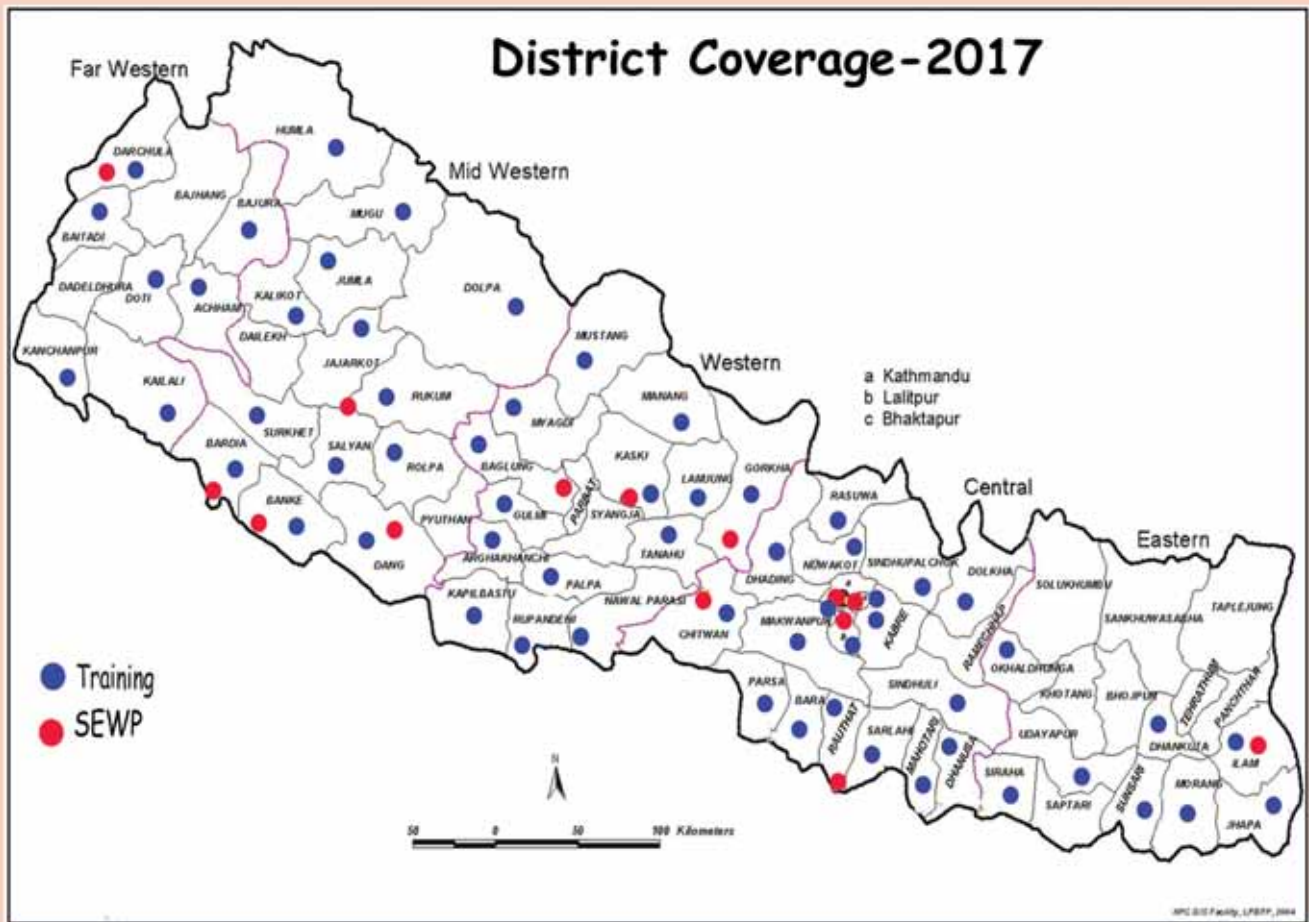 District Coverage-2017
Far Western
Mid Western
Western
Central
Eastern
a Kathmandu
b Lalitpur
c Bhaktapur
HUMLA
DARCHULA
BAJHANG
BAJURA
MUGU
BAITADI
DADELDHURA
DOTI
ACHHAM
KALIKOT
JUMLA
DOLPA
DAILEKH
KANCHANPUR
KAILALI
JAJARKOT
MUSTANG
RUKUM
MYAGDI
MANANG
SURKHET
BARDIA
SALYAN
ROLPA
BAGLUNG
KASKI
LAMJUNG
GORKHA
RASUWA
BANKE
PYUTHAN
GULMI
PARBAT
SYANGJA
DANG
ARGHAKHANCHI
TANAHU
DHADING
NUWAKOT
SINDHUPALCHOK
DOLKHA
SOLUKHUMBU
SANKHUWASABHA
TAPLEJUNG
KAPILBASTU
PALPA
NAWAL PARASI
RUPANDEHI
CHITWAN
MAKWANPUR
KABRE
RAMECHHAP
OKHALDHUNGA
KHOTANG
BHOJPUR
TEHRATHUM
PANCHTHAR
PARSA
BARA
RAUTHAT
SINDHULI
SARLAHI
MAHOTARI
DHANUSA
UDAYAPUR
DHANKUTA
ILAM
SIRAHA
SAPTARI
SUNSARI
MORANG
JHAPA
Training
SEWP
N
50 0 50 100 Kilometers